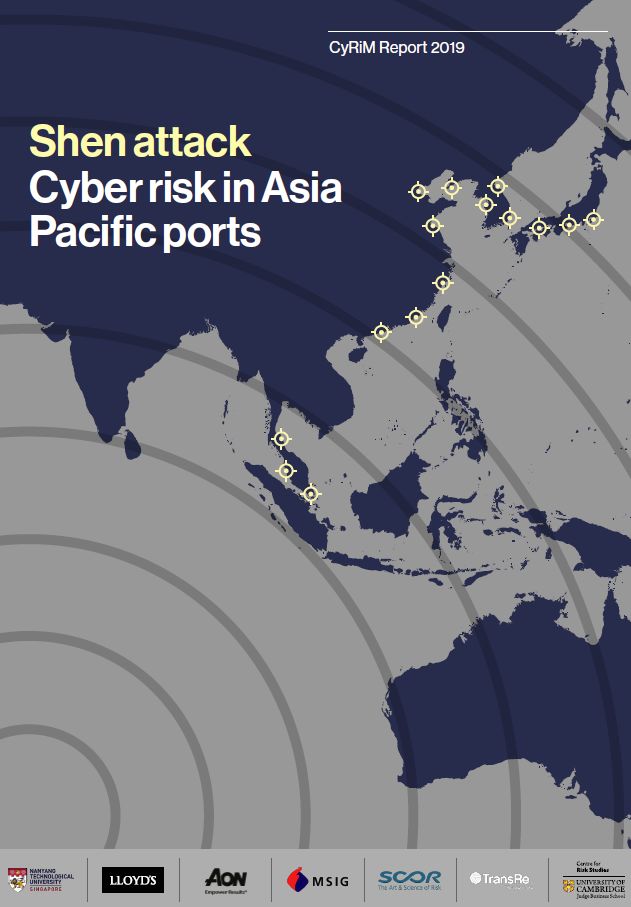 CyRiM Report 2019
Shen attack
Cyber risk in Asia
Pacific ports
NANYANG
TECHNOLOGICAL
UNIVERSITY
SINGAPORE
LLOYD'S
AON
Empower Results®
MSIG
SCOR
The Art & Science of Risk
TransRe
Centre for
Risk Studies
UNIVERSITY OF
CAMBRIDGE
Judge Business School